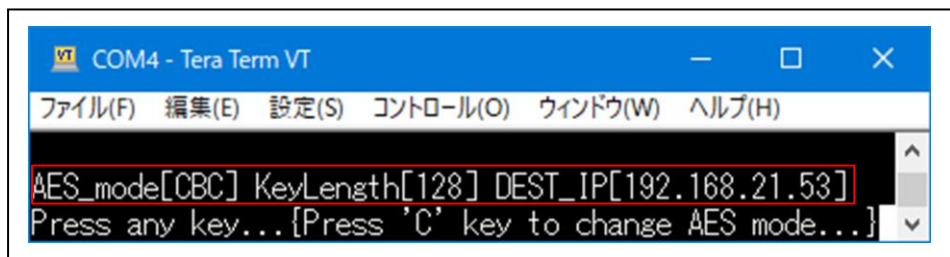 COM4 - Tera Term VT
ファイル(F) 編集(E) 設定(S) コントロール(O) ウィンドウ(W) ヘルプ(H)
AES_mode[CBC] KeyLength[128] DEST_IP[192.168.21.53]
Press any key...{Press 'C' key to change AES mode...}